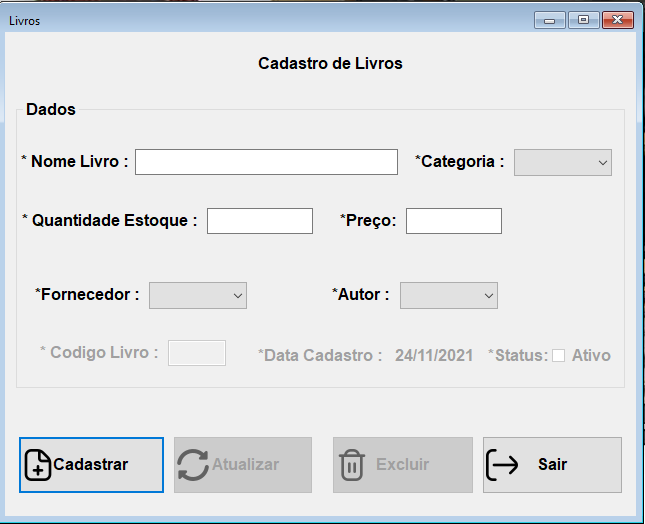 Livros
Cadastro de Livros
Dados
* Nome Livro : *Categoria :
* Quantidade Estoque : *Preço:
*Fornecedor : *Autor :
* Codigo Livro : *Data Cadastro : 24/11/2021 *Status: Ativo
Cadastrar Atualizar Excluir Sair